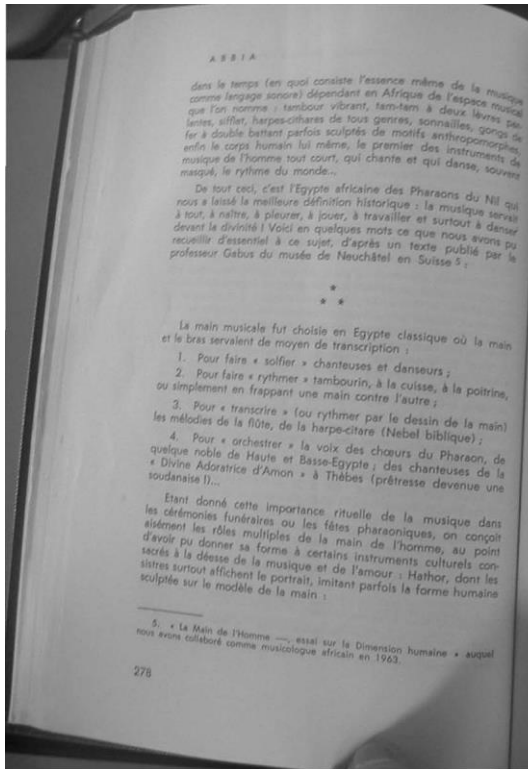 ABBIA
dans le temps (en quoi consiste l'essence même de la musique
comme langage sonore) dépendant en Afrique de l'espace musical
que l'on nomme : tambour vibrant, tam-tam à deux lèvres par-
lantes, sifflet, harpes-cithares de tous genres, sonnailles, gongs de
fer à double battant parfois sculptés de motifs anthropomorphes,
enfin le corps humain lui même, le premier des instruments de
musique de l'homme tout court, qui chante et qui danse, souvent
masqué, le rythme du monde...
De tout ceci, c'est l'Egypte africaine des Pharaons du Nil qui
nous a laissé la meilleure définition historique : la musique servait
à tout, à naître, à pleurer, à jouer, à travailler et surtout à danser
devant la divinité ! Voici en quelques mots ce que nous avons pu
recueillir d'essentiel à ce sujet, d'après un texte publié par le
professeur Gabus du musée de Neuchâtel en Suisse 5 :
*
* *
La main musicale fut choisie en Egypte classique où la main
et le bras servaient de moyen de transcription :
1. Pour faire « solfier » chanteuses et danseurs ;
2. Pour faire « rythmer » tambourin, à la cuisse, à la poitrine,
ou simplement en frappant une main contre l'autre ;
3. Pour « transcrire » (ou rythmer par le dessin de la main)
les mélodies de la flûte, de la harpe-citare (Nebel biblique) ;
4. Pour « orchestrer » la voix des chœurs du Pharaon, de
quelque noble de Haute et Basse-Egypte ; des chanteuses de la
« Divine Adoratrice d'Amon » à Thèbes (prêtresse devenue une
soudanaise !)...
Etant donné cette importance rituelle de la musique dans
les cérémonies funéraires ou les fêtes pharaoniques, on conçoit
aisément les rôles multiples de la main de l'homme, au point
d'avoir pu donner sa forme à certains instruments culturels con-
sacrés à la déesse de la musique et de l'amour : Hathor, dont les
sistres surtout affichent le portrait, imitant parfois la forme humaine
sculptée sur le modèle de la main :
5. « La Main de l'Homme —, essai sur la Dimension humaine » auquel
nous avons collaboré comme musicologue africain en 1963.
278